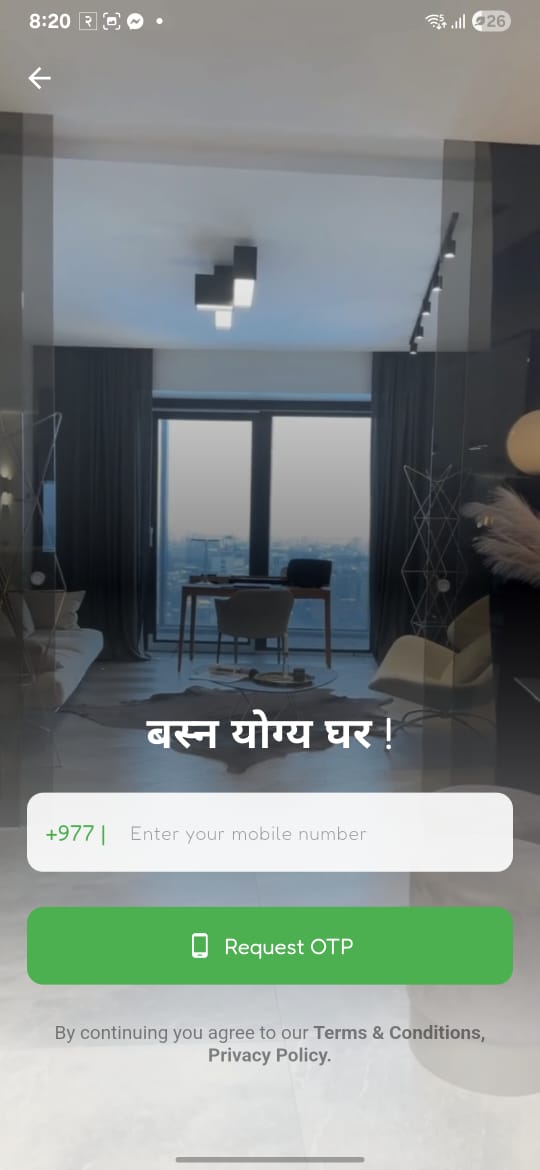 8:20
26
बस्न योग्य घर !
+977 | Enter your mobile number
Request OTP
By continuing you agree to our Terms & Conditions,
Privacy Policy.